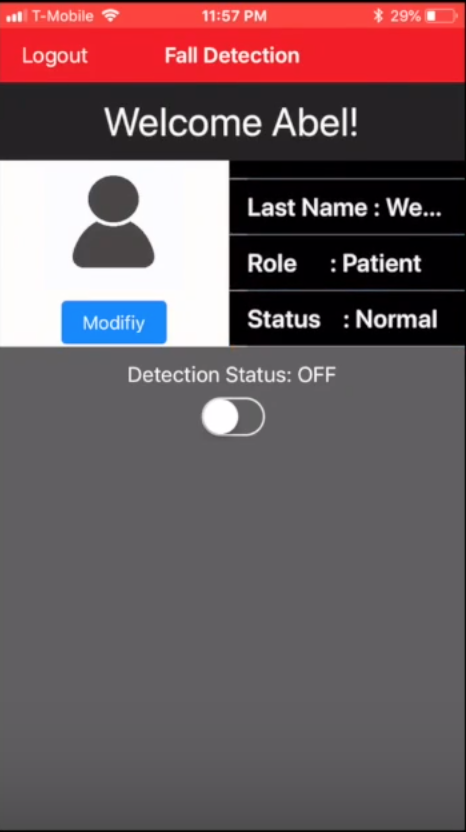 T-Mobile 11:57 PM 29%
Logout Fall Detection
Welcome Abel!
Last Name : We...
Role : Patient
Modifiy
Status : Normal
Detection Status: OFF